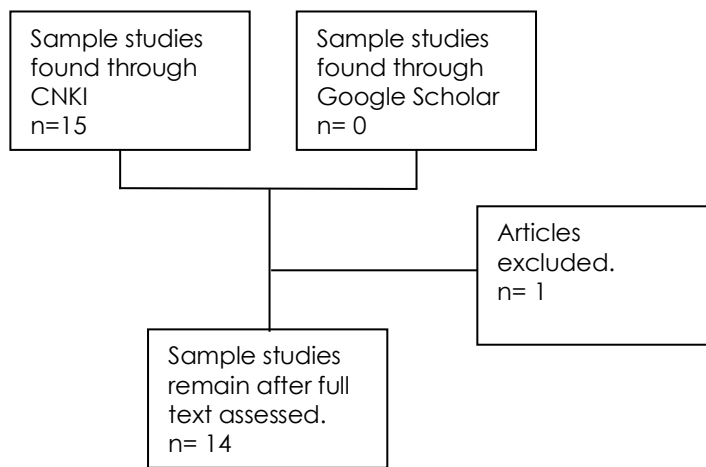 Sample studies
found through
CNKI
n=15
Sample studies
found through
Google Scholar
n= 0
Articles
excluded.
n= 1
Sample studies
remain after full
text assessed.
n= 14